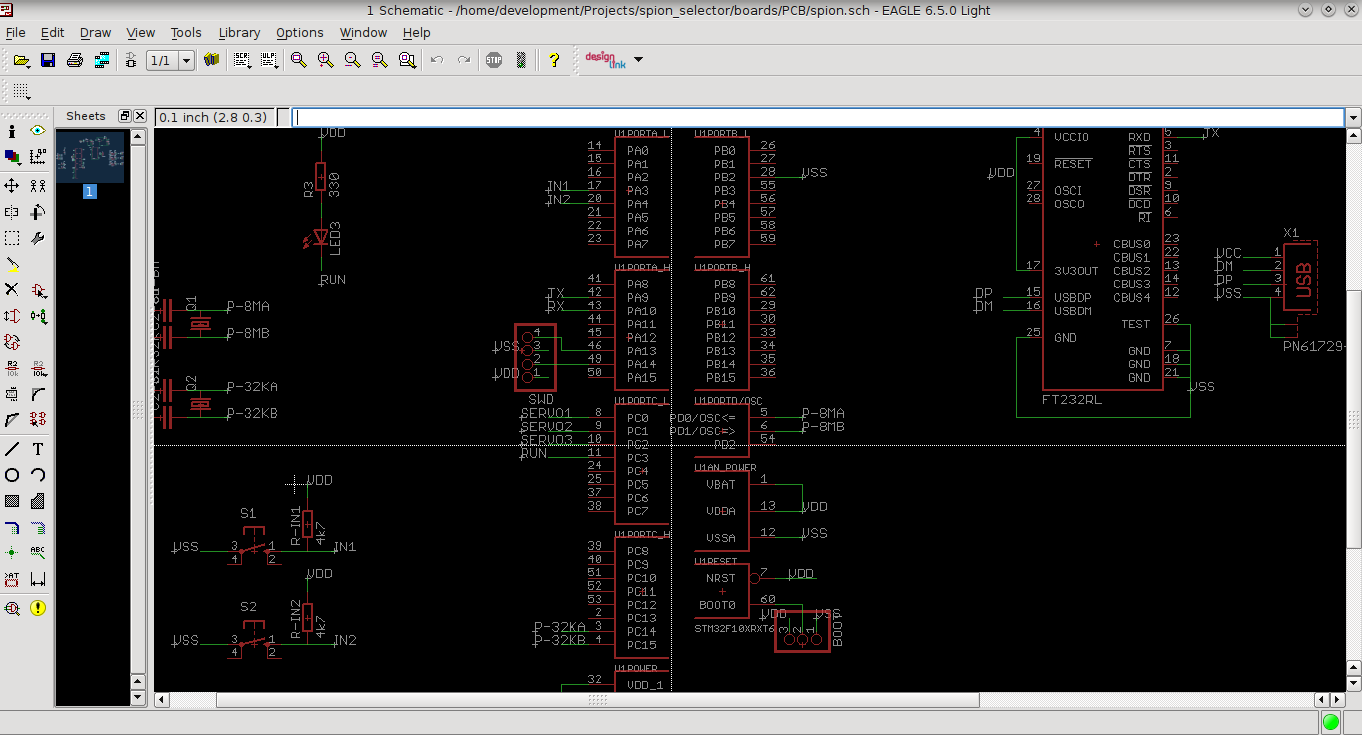 1 Schematic - /home/development/Projects/spion_selector/boards/PCB/spion.sch - EAGLE 6.5.0 Light
File Edit Draw View Tools Library Options Window Help
SCR ULP STOP ? design link
1/1
Sheets
0.1 inch (2.8 0.3)
1
VDD
R3
330
LED3
RUN
Q1
P-8MA
P-8MB
Q2
P-32KA
P-32KB
VDD
S1
R-IN1
4k7
VSS 3 1 IN1
4 2
VDD
S2
R-IN2
4k7
VSS 3 1 IN2
4 2
U1PORTA_L
14 PA0
15 PA1
16 PA2
IN1 17 PA3
IN2 20 PA4
21 PA5
22 PA6
23 PA7
U1PORTA_H
41 PA8
TX 42 PA9
RX 43 PA10
44 PA11
45 PA12
46 PA13
49 PA14
50 PA15
4
VSS 3
2
VDD 1
SWD
U1PORTC_L
SERVO1 8 PC0
SERVO2 9 PC1
SERVO3 10 PC2
RUN 11 PC3
24 PC4
25 PC5
37 PC6
38 PC7
U1PORTC_H
39 PC8
40 PC9
51 PC10
52 PC11
53 PC12
2 PC13
P-32KA 3 PC14
P-32KB 4 PC15
U1POWER
32 VDD_1
U1PORTB_L
PB0 26
PB1 27
PB2 28 VSS
PB3 55
PB4 56
PB5 57
PB6 58
PB7 59
U1PORTB_H
PB8 61
PB9 62
PB10 29
PB11 30
PB12 33
PB13 34
PB14 35
PB15 36
U1PORTD/OSC
PD0/OSC<= 5 P-8MA
PD1/OSC=> 6 P-8MB
PD2 54
U1AN_POWER
VBAT 1
VDDA 13 VDD
VSSA 12 VSS
U1RESET
NRST 7 VDD
BOOT0 60
STM32F10XRXT6
VDD VSS
3 2 1
BOOT
4 VCCIO RXD 5 TX
RTS 3
VDD 19 RESET CTS 11
DTR 2
27 OSCI DSR 9
28 OSCO DCD 10
RI 6
CBUS0 23
CBUS1 22
17 3V3OUT CBUS2 13
CBUS3 14
DP 15 USBDP CBUS4 12
DM 16 USBDM
TEST 26
25 GND
GND 7
GND 18
GND 21
VSS
FT232RL
X1
VCC 1
DM 2
DP 3
VSS 4
USB
PN61729-